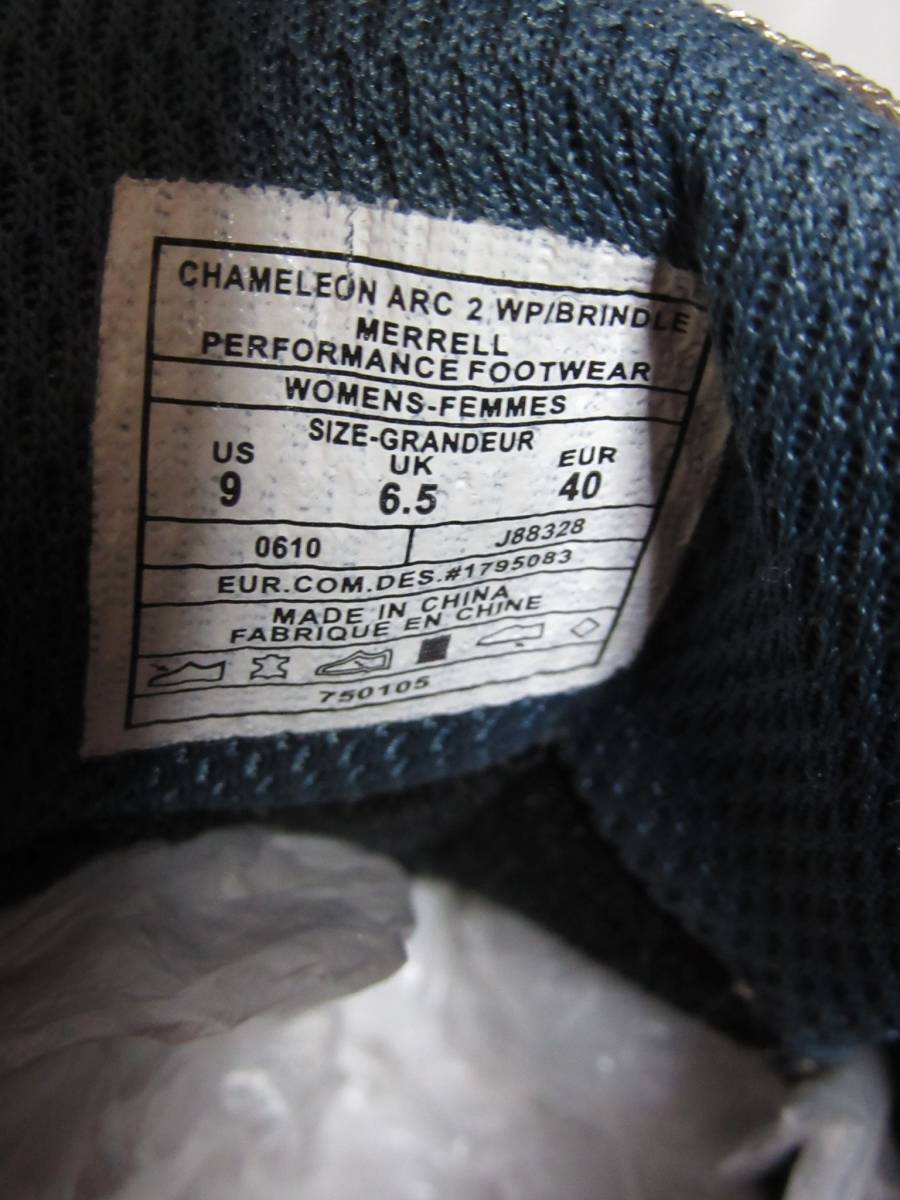 CHAMELEON ARC 2 WP/BRINDLE
MERRELL
PERFORMANCE FOOTWEAR
WOMENS-FEMMES
SIZE-GRANDEUR
US UK EUR
9 6.5 40
0610 J88328
EUR.COM.DES.#1795083
MADE IN CHINA
FABRIQUE EN CHINE
750105